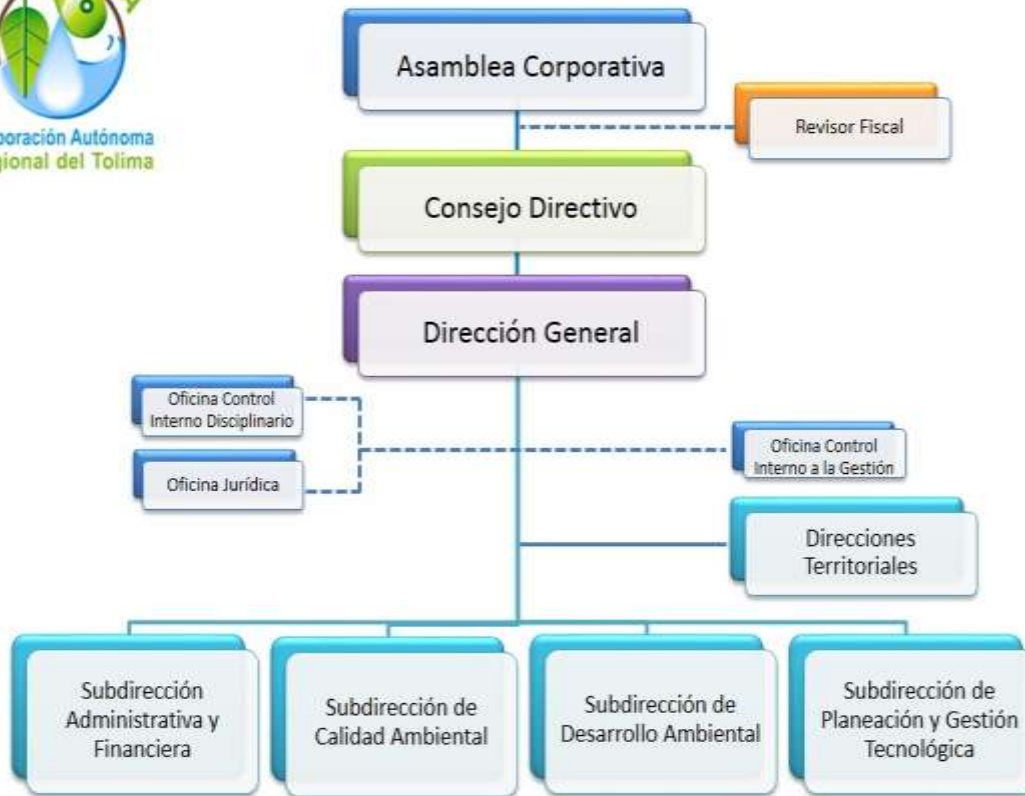 Asamblea Corporativa
Revisor Fiscal
Autónoma
del Tolima
Consejo Directivo
Dirección General
Oficina Control
Interno Disciplinario
Oficina Jurídica
Oficina Control
Interno a la Gestión
Direcciones
Territoriales
Subdirección
Administrativa y
Financiera
Subdirección de
Calidad Ambiental
Subdirección de
Desarrollo Ambiental
Subdirección de
Planeación y Gestión
Tecnológica